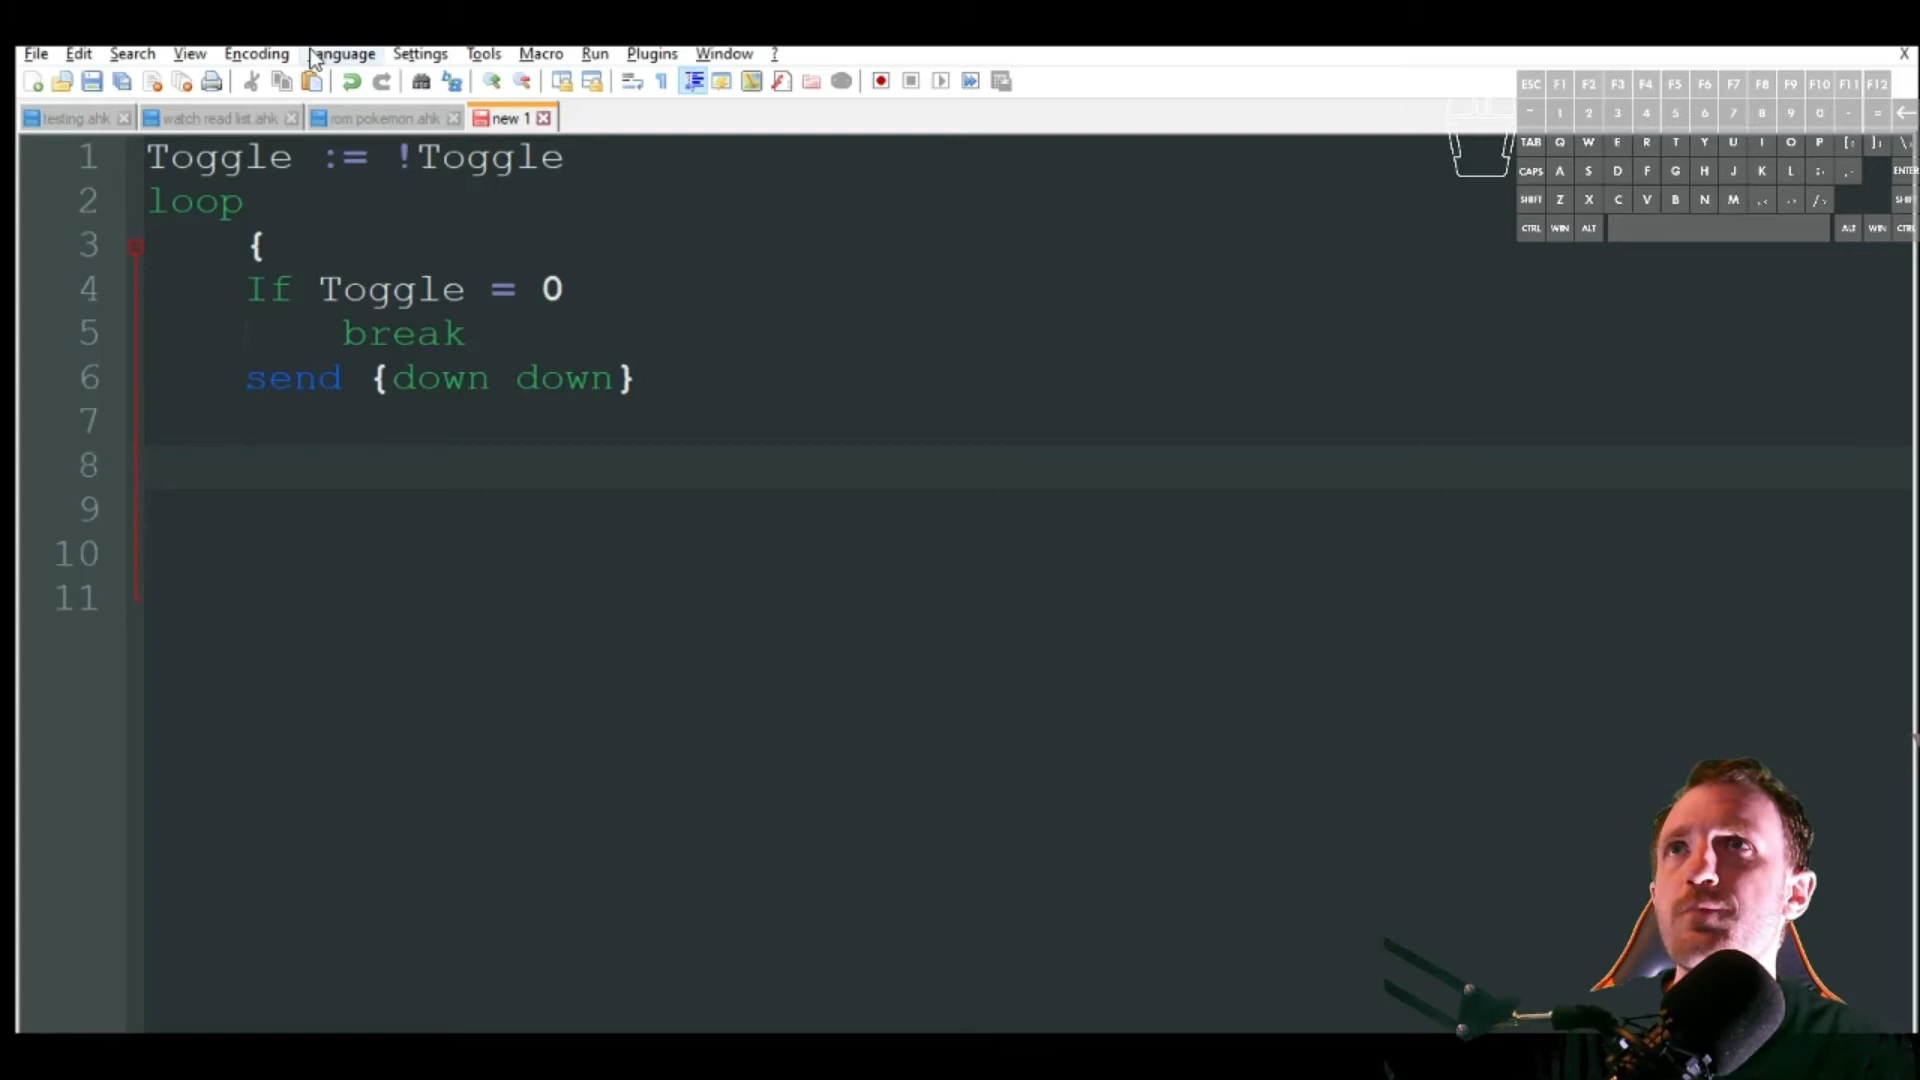 File Edit Search View Encoding Language Settings Tools Macro Run Plugins Window ? X
testing.ahk watch read list.ahk rom pokemon.ahk new 1
ESC F1 F2 F3 F4 F5 F6 F7 F8 F9 F10 F11 F12
~ 1 2 3 4 5 6 7 8 9 0 - = ←
TAB Q W E R T Y U I O P [ ] \
CAPS A S D F G H J K L ; ENTER
SHIFT Z X C V B N M /
CTRL WIN ALT ALT WIN CTRL
1 Toggle := !Toggle
2 loop
3 {
4 If Toggle = 0
5 break
6 send {down down}
7
8
9
10
11